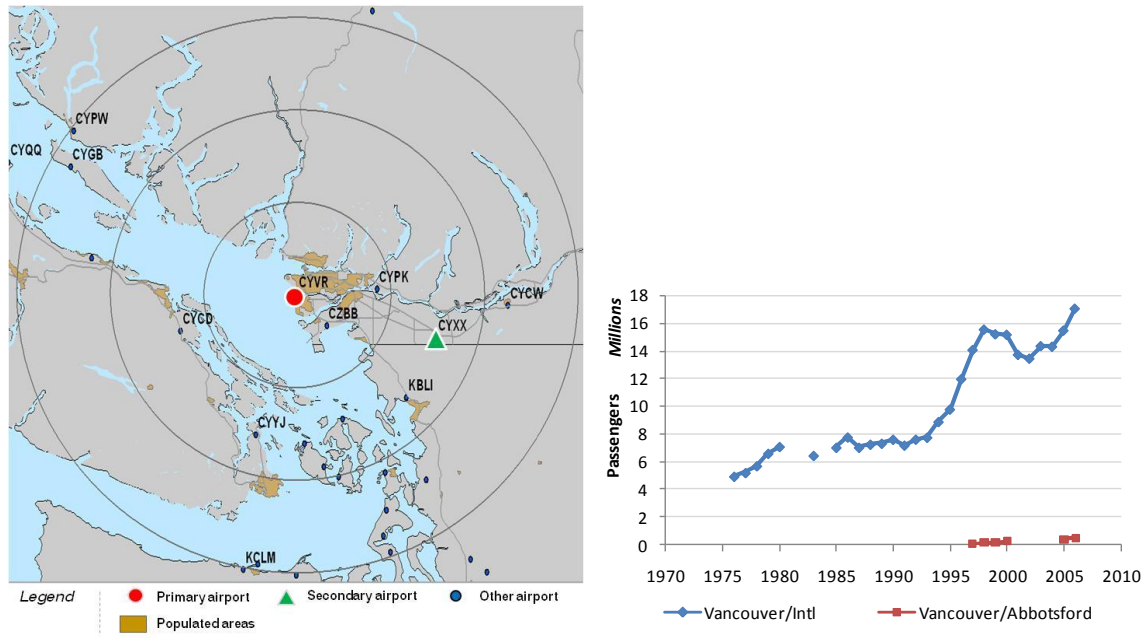 CYPW
CYQQ
CYGB
CYVR
CYPK
CYCW
CZBB
CYCD
CYXX
KBLI
CYYJ
KCLM
Legend
Primary airport
Secondary airport
Other airport
Populated areas
Passengers Millions
18
16
14
12
10
8
6
4
2
0
1970 1975 1980 1985 1990 1995 2000 2005 2010
Vancouver/Intl Vancouver/Abbotsford